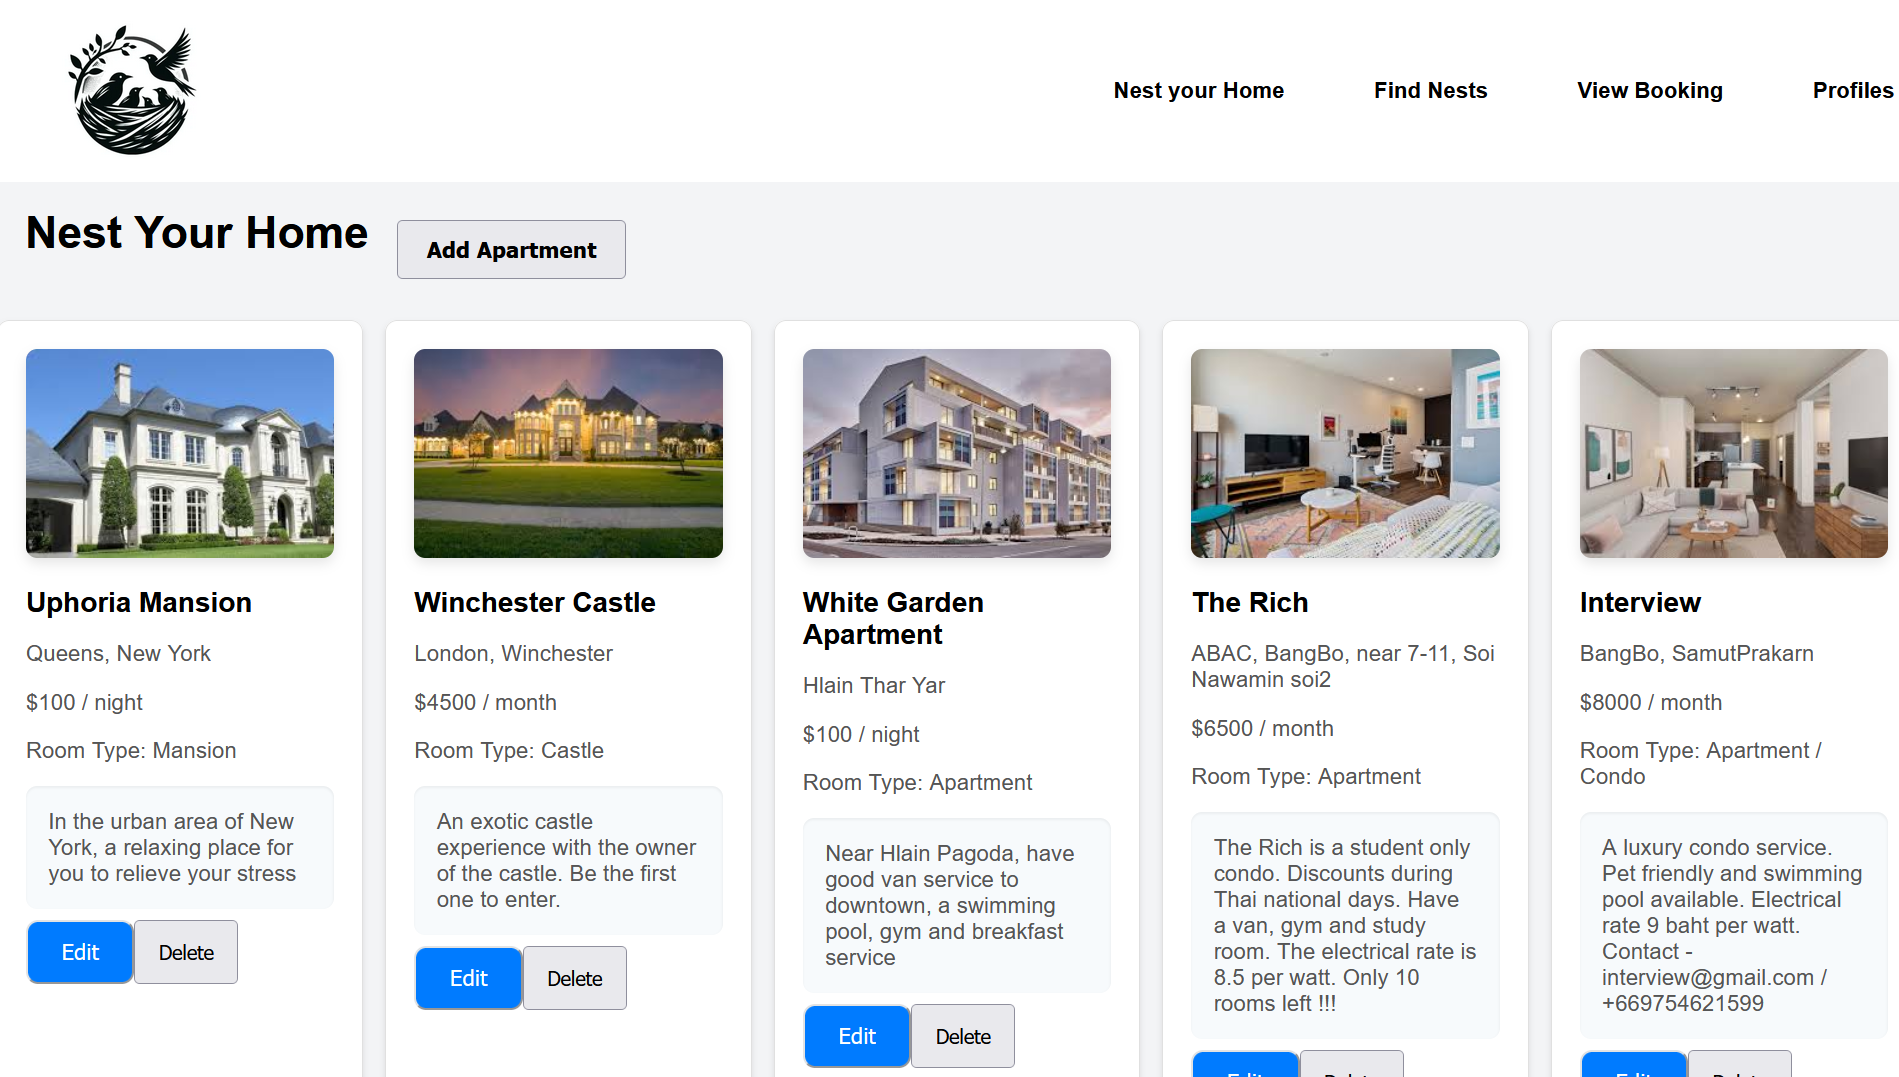 Nest your Home
Find Nests
View Booking
Profiles
Nest Your Home
Add Apartment
Uphoria Mansion
Queens, New York
$100 / night
Room Type: Mansion
In the urban area of New
York, a relaxing place for
you to relieve your stress
Edit
Delete
Winchester Castle
London, Winchester
$4500 / month
Room Type: Castle
An exotic castle
experience with the owner
of the castle. Be the first
one to enter.
Edit
Delete
White Garden
Apartment
Hlain Thar Yar
$100 / night
Room Type: Apartment
Near Hlain Pagoda, have
good van service to
downtown, a swimming
pool, gym and breakfast
service
Edit
Delete
The Rich
ABAC, BangBo, near 7-11, Soi
Nawamin soi2
$6500 / month
Room Type: Apartment
The Rich is a student only
condo. Discounts during
Thai national days. Have
a van, gym and study
room. The electrical rate is
8.5 per watt. Only 10
rooms left !!!
Edit
Delete
Interview
BangBo, SamutPrakarn
$8000 / month
Room Type: Apartment /
Condo
A luxury condo service.
Pet friendly and swimming
pool available. Electrical
rate 9 baht per watt.
Contact -
interview@gmail.com /
+669754621599
Edit
Delete